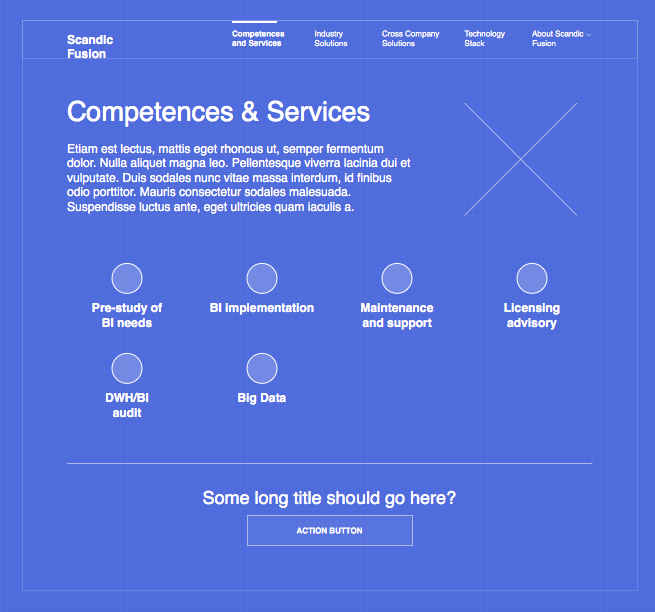 Scandic
Fusion
Competences
and Services
Industry
Solutions
Cross Company
Solutions
Technology
Stack
About Scandic
Fusion
Competences & Services
Etiam est lectus, mattis eget rhoncus ut, semper fermentum
dolor. Nulla aliquet magna leo. Pellentesque viverra lacinia dui et
vulputate. Duis sodales nunc vitae massa interdum, id finibus
odio porttitor. Mauris consectetur sodales malesuada.
Suspendisse luctus ante, eget ultricies quam iaculis a.
Pre-study of
BI needs
BI implementation
Maintenance
and support
Licensing
advisory
DWH/BI
audit
Big Data
Some long title should go here?
ACTION BUTTON